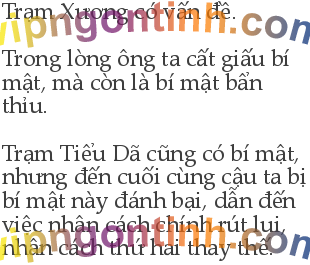 Trạm Xương có vấn đề.
vipngontinh.com
Trong lòng ông ta cất giấu bí
mật, mà còn là bí mật bẩn
thỉu.
Trạm Tiểu Dã cũng có bí mật,
nhưng đến cuối cùng cậu ta bị
bí mật này đánh bại, dẫn đến
việc nhân cách chính rút lui,
nhân cách thứ hai thay thế.
vipngontinh.com